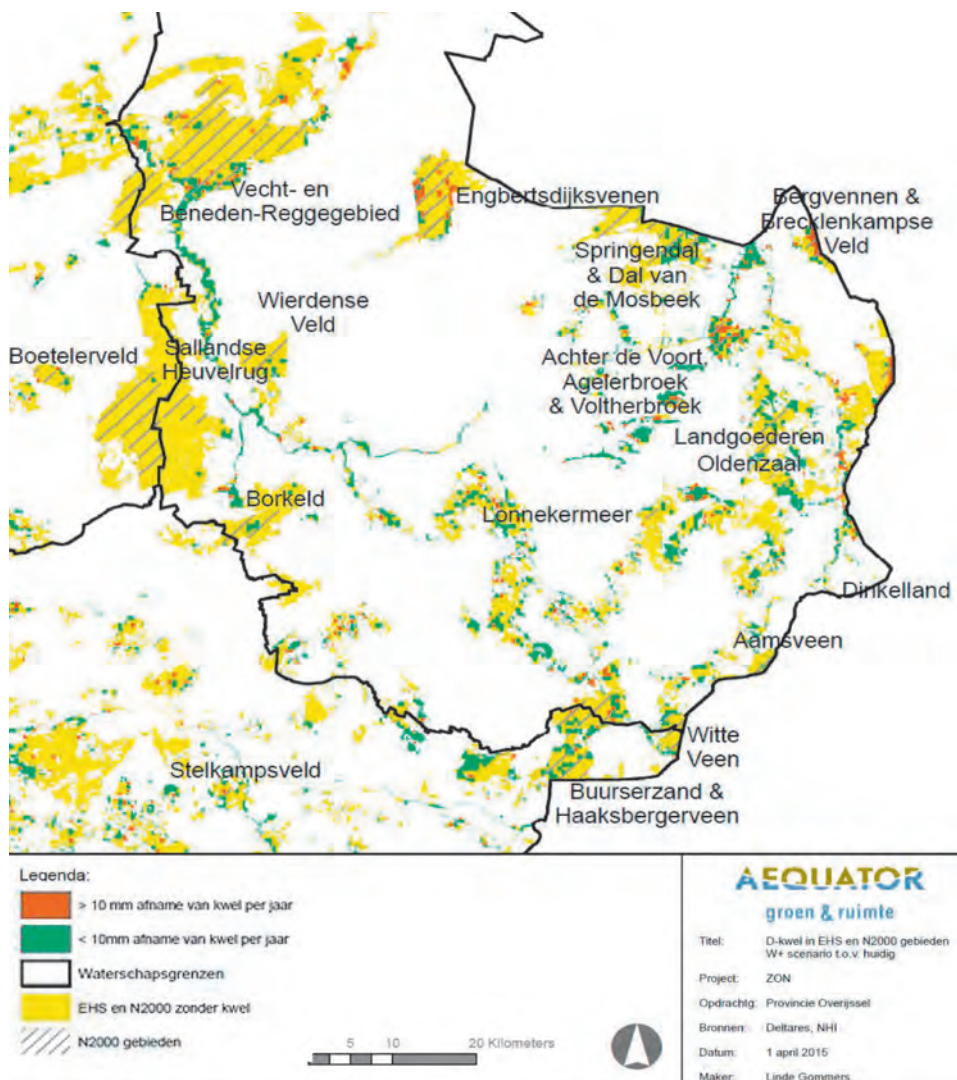 Vecht- en
Beneden-Reggegebied
Engbertsdijksvenen
Bergvennen &
Brecklenkampse
Veld
Springendal
& Dal van
de Mosbeek
Wierdense
Veld
Boetelerveld
Sallandse
Heuvelrug
Achter de Voort,
Agelerbroek
& Voltherbroek
Landgoederen
Oldenzaal
Borkeld
Lonnekermeer
Dinkelland
Aamsveen
Witte
Veen
Stelkampsveld
Buurserzand &
Haaksbergerveen
Legenda:
> 10 mm afname van kwel per jaar
< 10mm afname van kwel per jaar
Waterschapsgrenzen
EHS en N2000 zonder kwel
N2000 gebieden
5 10 20 Kilometers
AEQUATOR
groen & ruimte
Titel: D-kwel in EHS en N2000 gebieden
W+ scenario t.o.v. huidig
Project: ZON
Opdrachtg: Provincie Overijssel
Bronnen: Deltares, NHI
Datum: 1 april 2015
Maker: Linde Gommers